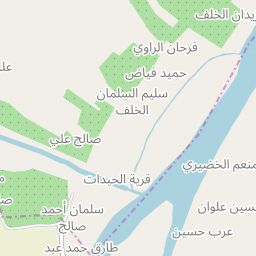 زيدان الخلف
فرحان الراوي
حميد فياض
سليم السلمان
الخلف
صالح علي
منعم الخضيري
قرية الحيدات
سلمان أحمد
صالح
حسين علوان
عرب حسين
طارق حمد عبد